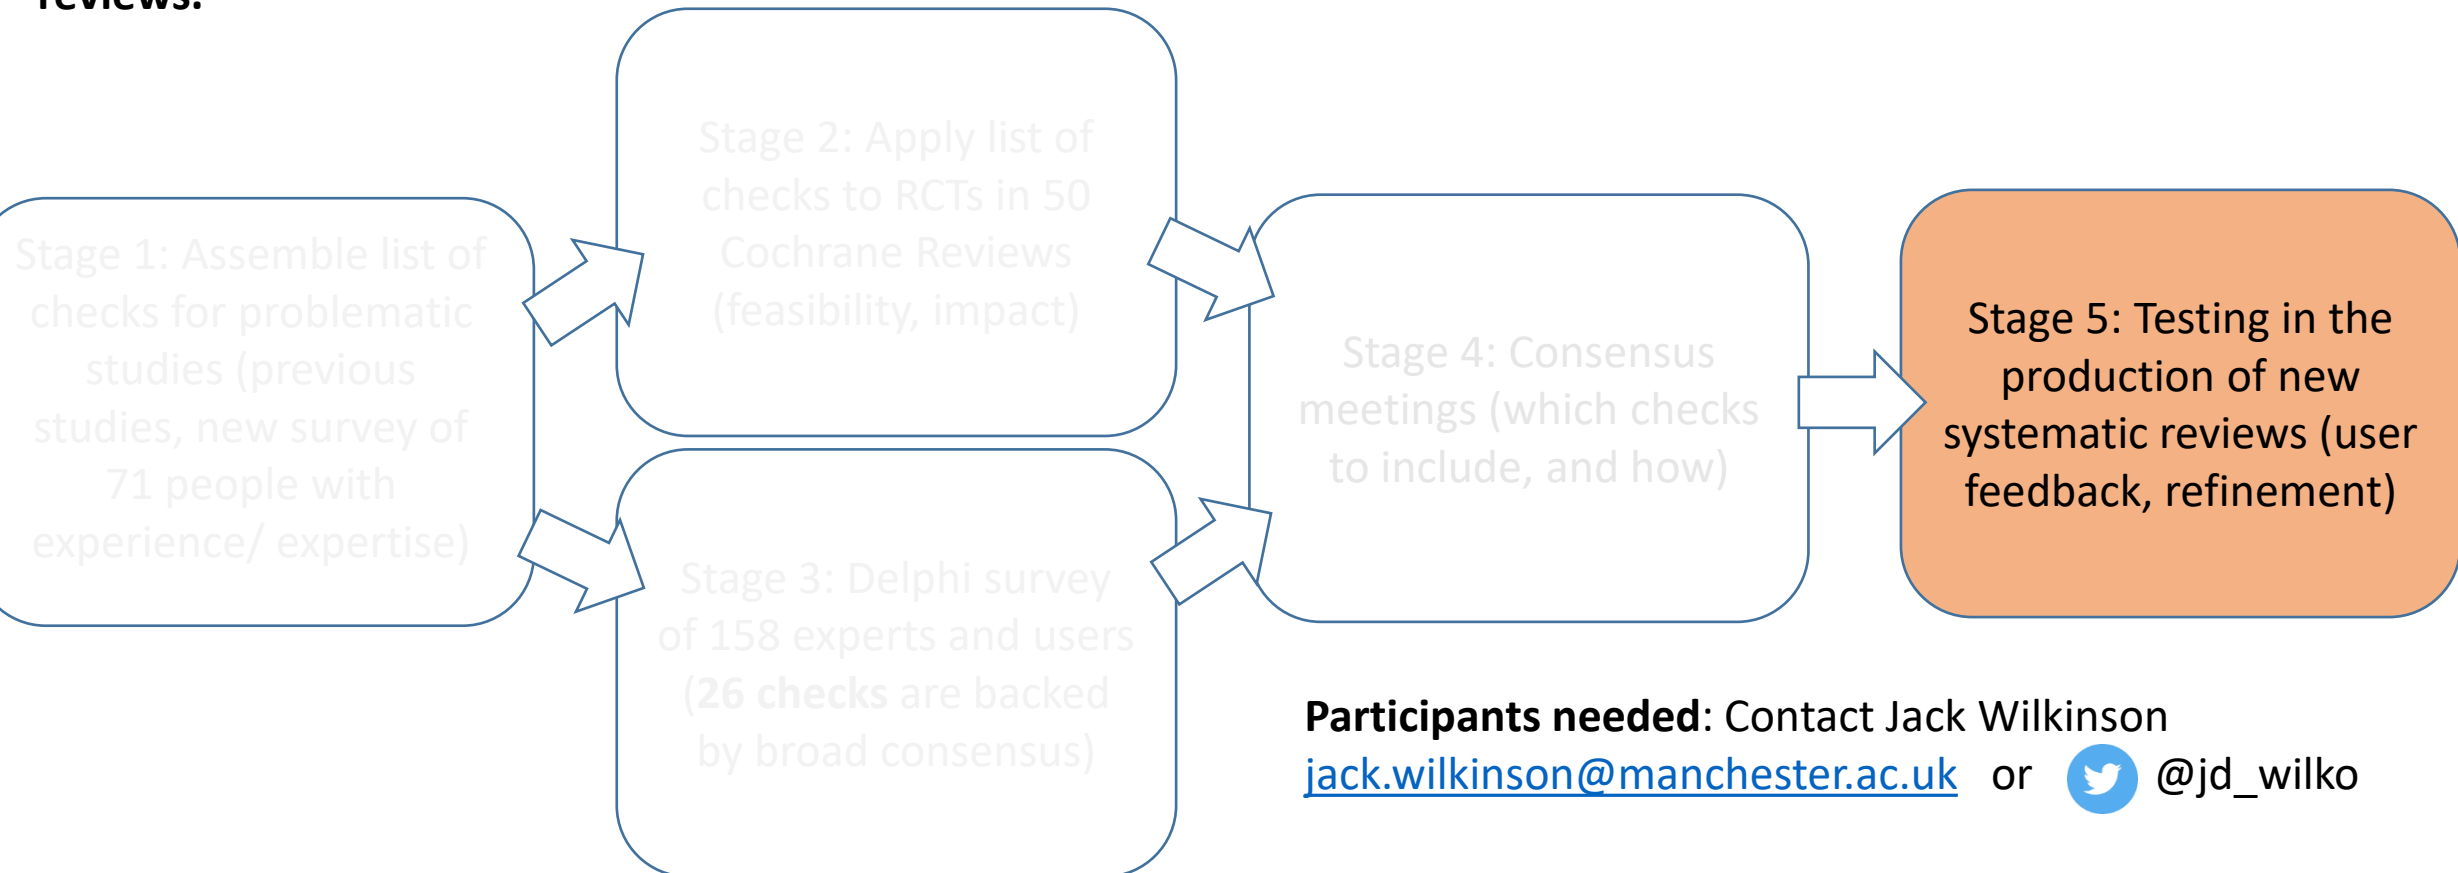 reviews.
Stage 1: Assemble list of
checks for problematic
studies (previous
studies, new survey of
71 people with
experience/ expertise)
Stage 2: Apply list of
checks to RCTs in 50
Cochrane Reviews
(feasibility, impact)
Stage 3: Delphi survey
of 158 experts and users
(26 checks are backed
by broad consensus)
Stage 4: Consensus
meetings (which checks
to include, and how)
Stage 5: Testing in the
production of new
systematic reviews (user
feedback, refinement)
Participants needed: Contact Jack Wilkinson
jack.wilkinson@manchester.ac.uk or @jd_wilko